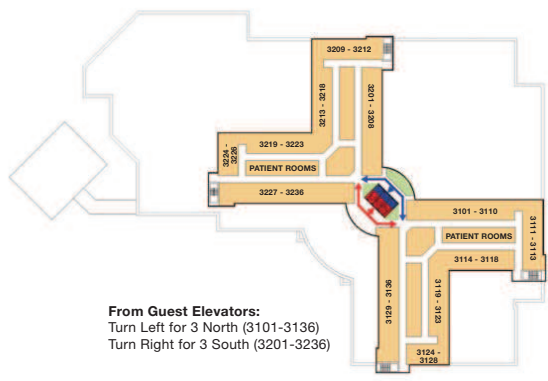 3209 - 3212
3213 - 3218
3201 - 3208
3219 - 3223
3224 -
3226
PATIENT ROOMS
3227 - 3236
3101 - 3110
3111 - 3113
PATIENT ROOMS
3114 - 3118
3129 - 3136
3119 - 3123
3124 -
3128
From Guest Elevators:
Turn Left for 3 North (3101-3136)
Turn Right for 3 South (3201-3236)